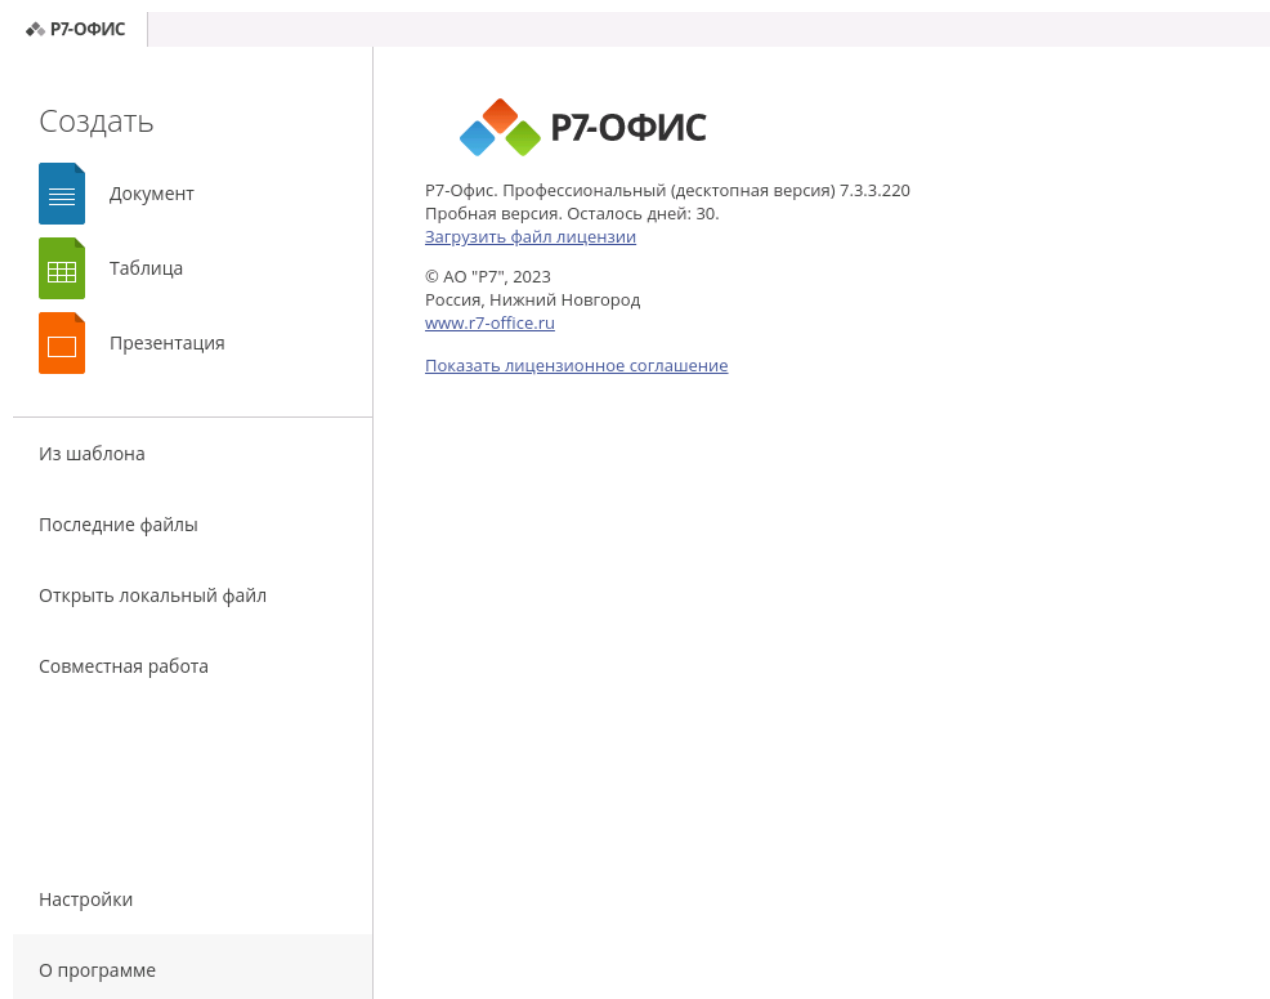 Р7-ОФИС
Создать
Документ
Таблица
Презентация
Из шаблона
Последние файлы
Открыть локальный файл
Совместная работа
Настройки
О программе
Р7-ОФИС
Р7-Офис. Профессиональный (десктопная версия) 7.3.3.220
Пробная версия. Осталось дней: 30.
Загрузить файл лицензии
© АО "Р7", 2023
Россия, Нижний Новгород
www.r7-office.ru
Показать лицензионное соглашение